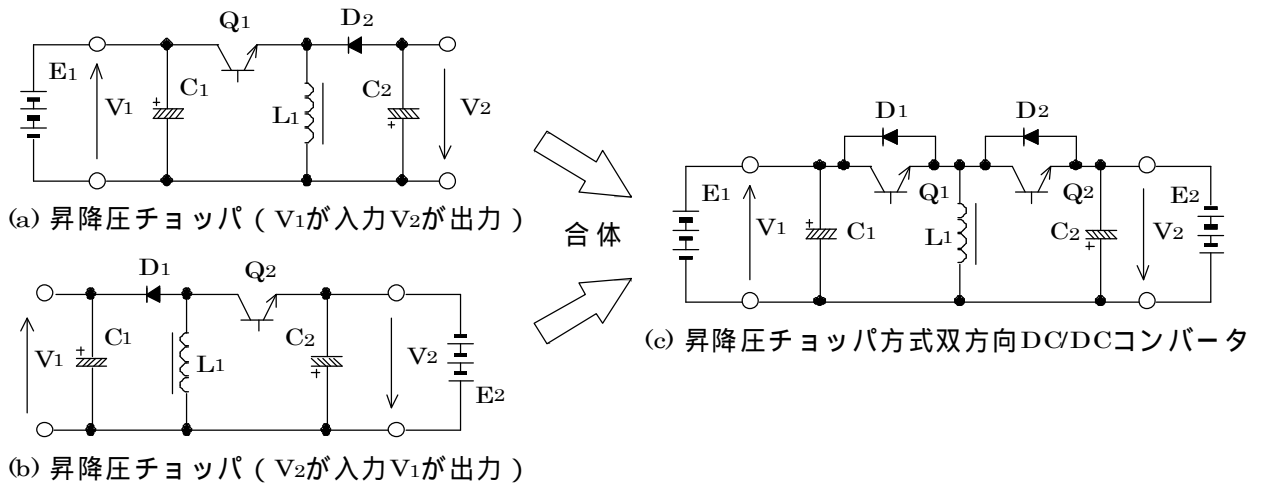 Q1
D2
E1
V1
+
C1
L1
C2
+
V2
(a) 昇降圧チョッパ（V1が入力V2が出力）
D1
Q2
V1
+
C1
L1
C2
+
V2
E2
(b) 昇降圧チョッパ（V2が入力V1が出力）
合体
D1
D2
E1
V1
+
C1
Q1
L1
Q2
C2
+
V2
E2
(c) 昇降圧チョッパ方式双方向DC/DCコンバータ